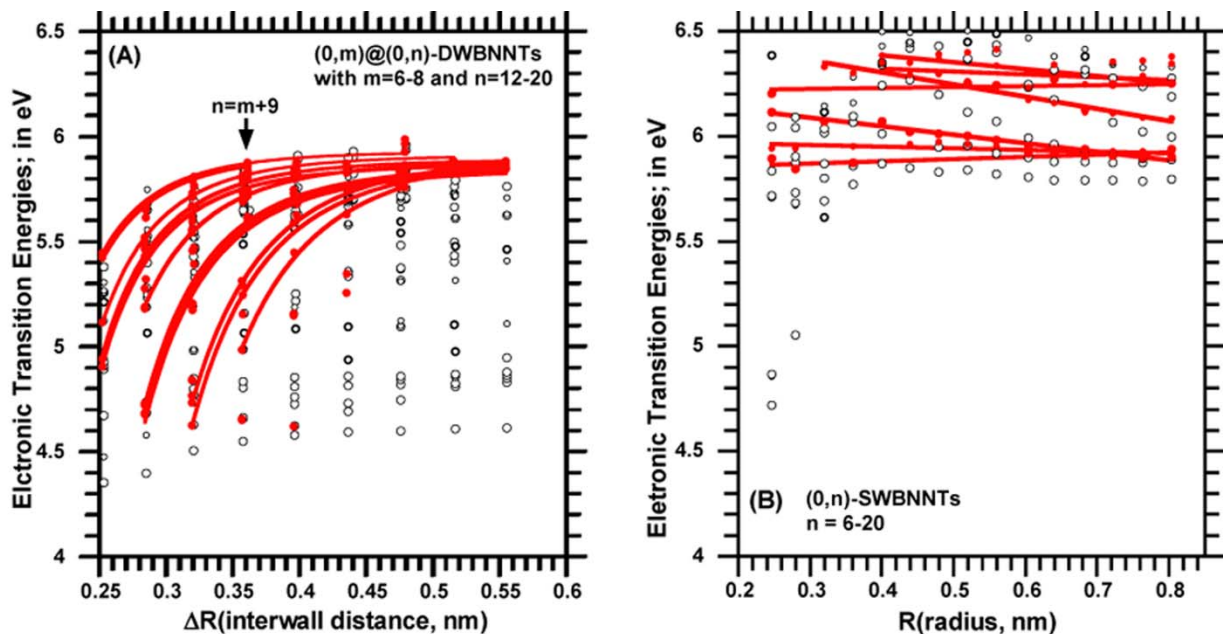 (A)
(0,m)@(0,n)-DWBNNTs
with m=6-8 and n=12-20
n=m+9
Elctronic Transition Energies; in eV
6.5
6
5.5
5
4.5
4
0.25 0.3 0.35 0.4 0.45 0.5 0.55 0.6
ΔR(interwall distance, nm)
Eletronic Transition Energies; in eV
6.5
6
5.5
5
4.5
4
(B) (0,n)-SWBNNTs
n = 6-20
0.2 0.3 0.4 0.5 0.6 0.7 0.8 0.9
R(radius, nm)